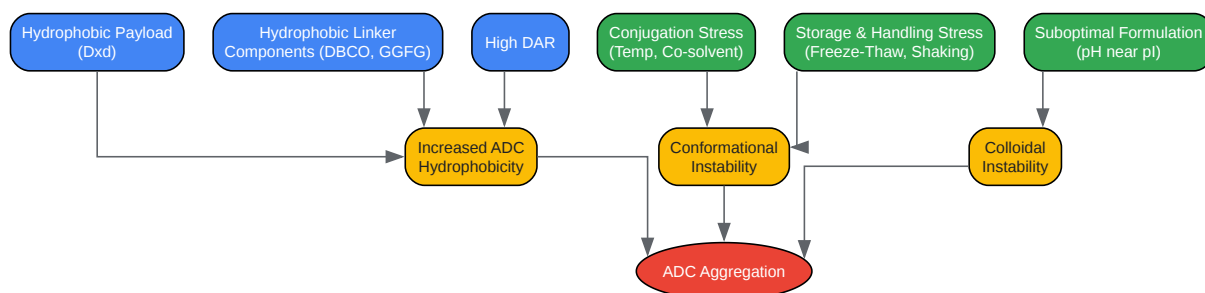 Hydrophobic Payload
(Dxd)
Hydrophobic Linker
Components (DBCO, GGFG)
High DAR
Conjugation Stress
(Temp, Co-solvent)
Storage & Handling Stress
(Freeze-Thaw, Shaking)
Suboptimal Formulation
(pH near pI)
Increased ADC
Hydrophobicity
Conformational
Instability
Colloidal
Instability
ADC Aggregation